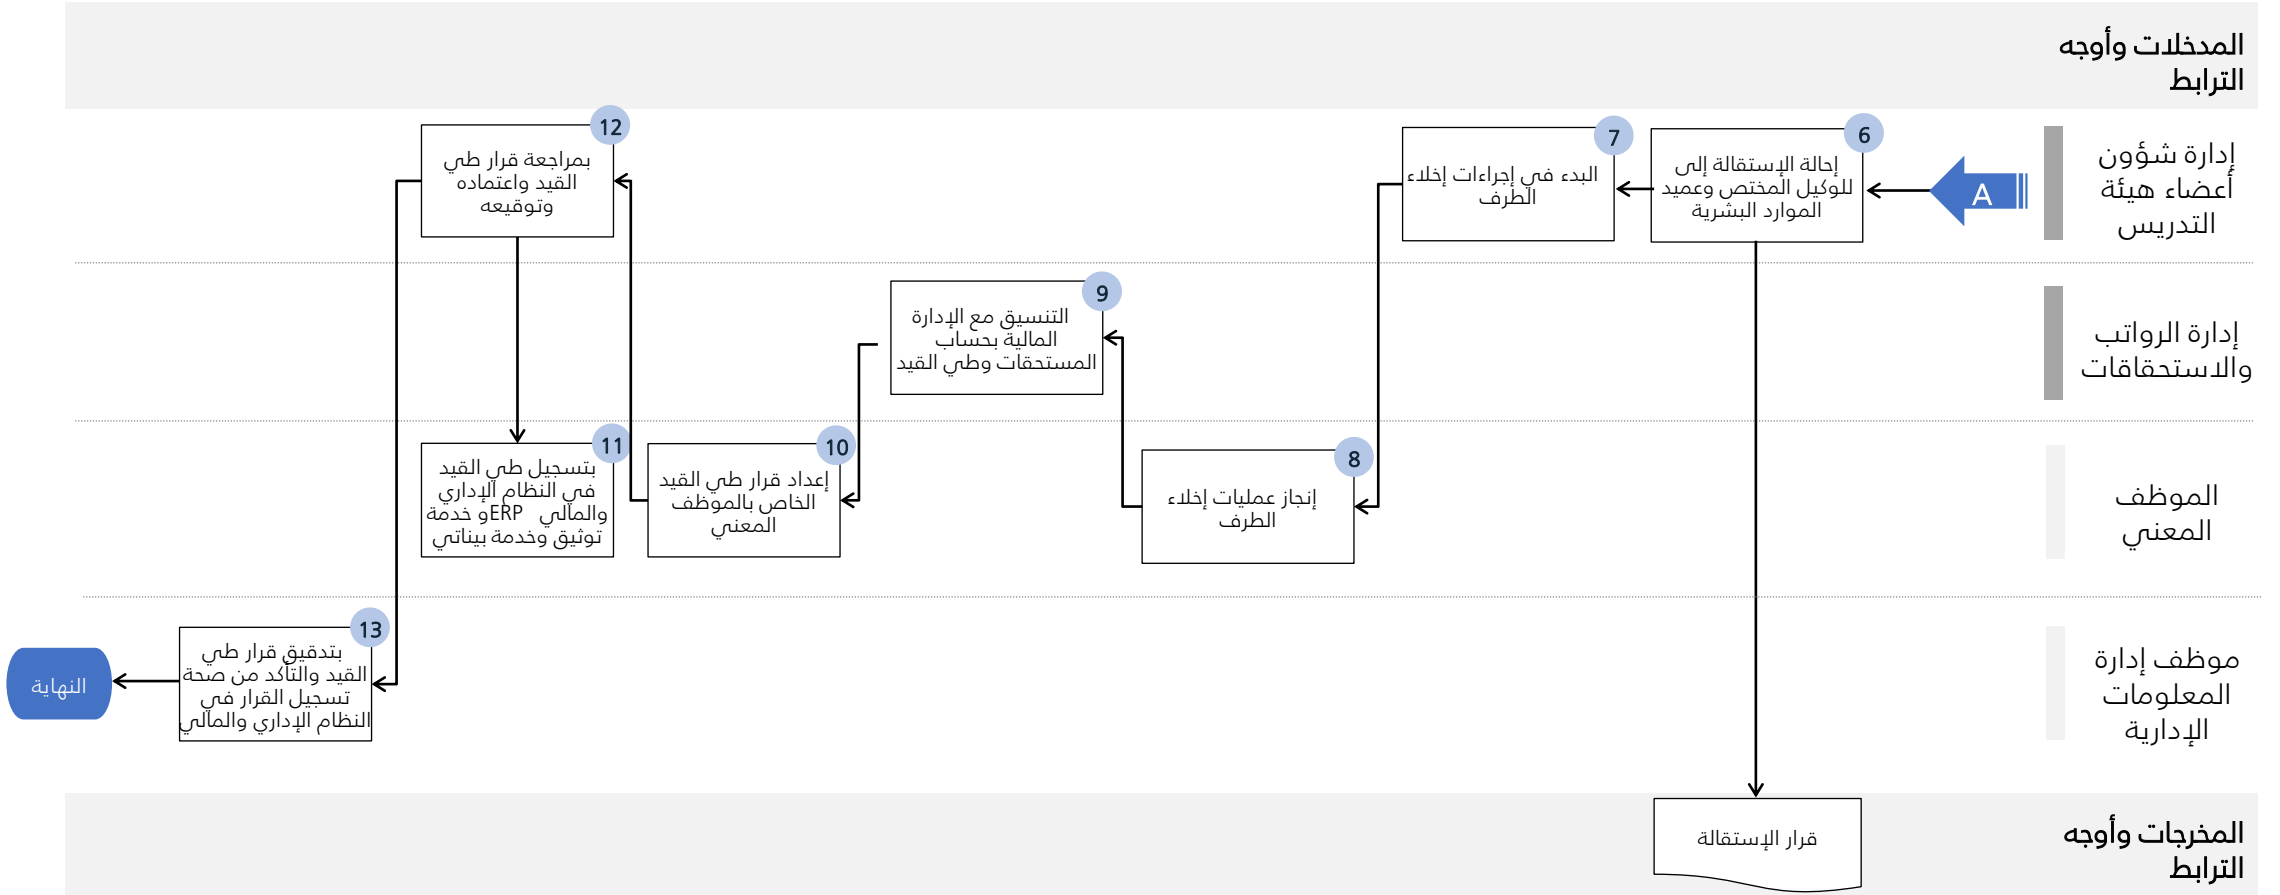 المدخلات وأوجه
الترابط
إدارة شؤون
أعضاء هيئة
التدريس
A
6
إحالة الإستقالة إلى
للوكيل المختص وعميد
الموارد البشرية
7
البدء في إجراءات إخلاء
الطرف
12
بمراجعة قرار طي
القيد واعتماده
وتوقيعه
إدارة الرواتب
والاستحقاقات
9
التنسيق مع الإدارة
المالية بحساب
المستحقات وطي القيد
الموظف
المعني
8
إنجاز عمليات إخلاء
الطرف
10
إعداد قرار طي القيد
الخاص بالموظف
المعني
11
بتسجيل طي القيد
في النظام الإداري
والمالي ERPو خدمة
توثيق وخدمة بيناتي
موظف إدارة
المعلومات
الإدارية
13
بتدقيق قرار طي
القيد والتأكد من صحة
تسجيل القرار في
النظام الإداري والمالي
النهاية
المخرجات وأوجه
الترابط
قرار الإستقالة